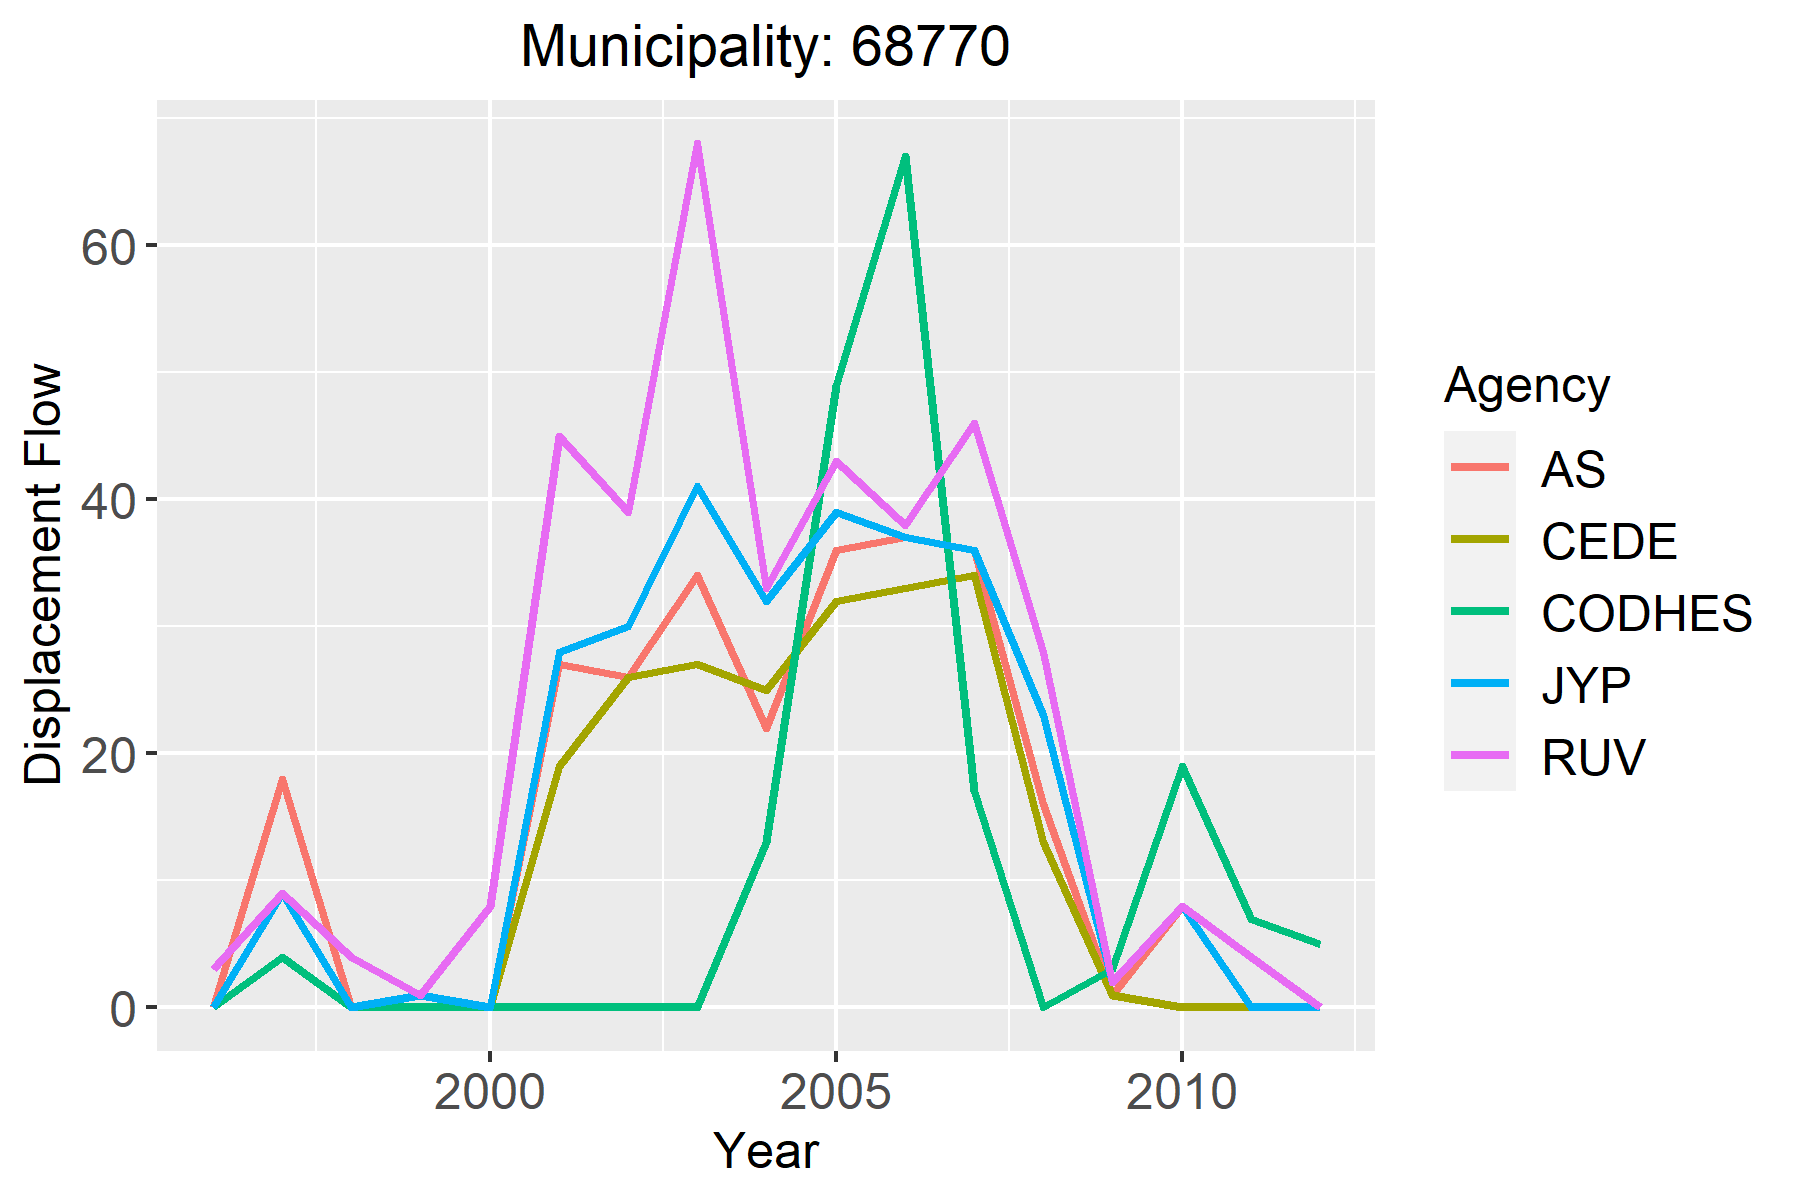 Municipality: 68770
Displacement Flow
60
40
20
0
2000 2005 2010
Year
Agency
AS
CEDE
CODHES
JYP
RUV